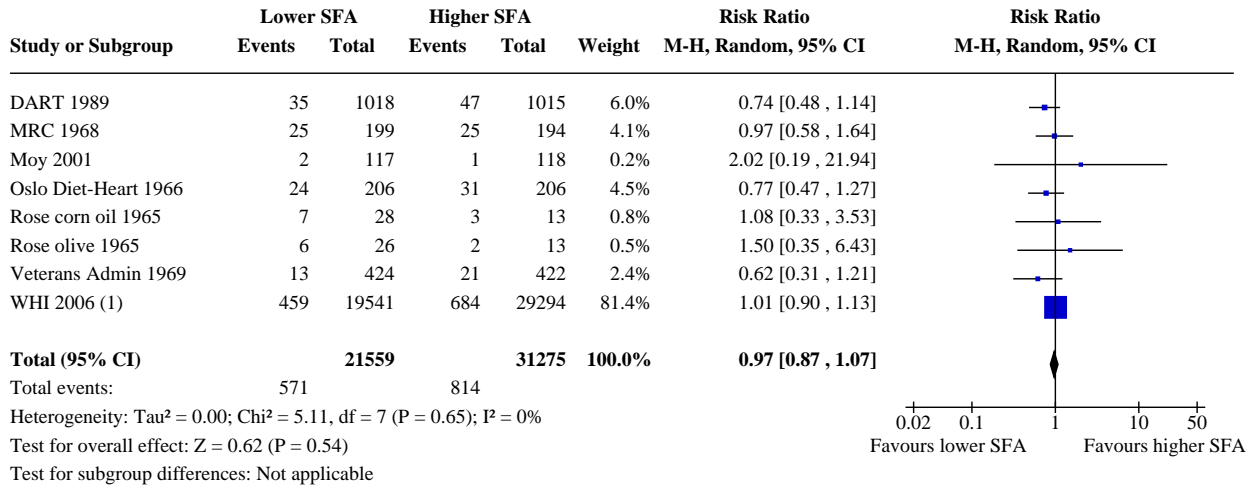 Lower SFA Higher SFA Risk Ratio Risk Ratio
Study or Subgroup Events Total Events Total Weight M-H, Random, 95% CI M-H, Random, 95% CI
DART 1989 35 1018 47 1015 6.0% 0.74 [0.48 , 1.14]
MRC 1968 25 199 25 194 4.1% 0.97 [0.58 , 1.64]
Moy 2001 2 117 1 118 0.2% 2.02 [0.19 , 21.94]
Oslo Diet-Heart 1966 24 206 31 206 4.5% 0.77 [0.47 , 1.27]
Rose corn oil 1965 7 28 3 13 0.8% 1.08 [0.33 , 3.53]
Rose olive 1965 6 26 2 13 0.5% 1.50 [0.35 , 6.43]
Veterans Admin 1969 13 424 21 422 2.4% 0.62 [0.31 , 1.21]
WHI 2006 (1) 459 19541 684 29294 81.4% 1.01 [0.90 , 1.13]
Total (95% CI) 21559 31275 100.0% 0.97 [0.87 , 1.07]
Total events: 571 814
Heterogeneity: Tau² = 0.00; Chi² = 5.11, df = 7 (P = 0.65); I² = 0%
0.02 0.1 1 10 50
Test for overall effect: Z = 0.62 (P = 0.54)
Favours lower SFA Favours higher SFA
Test for subgroup differences: Not applicable